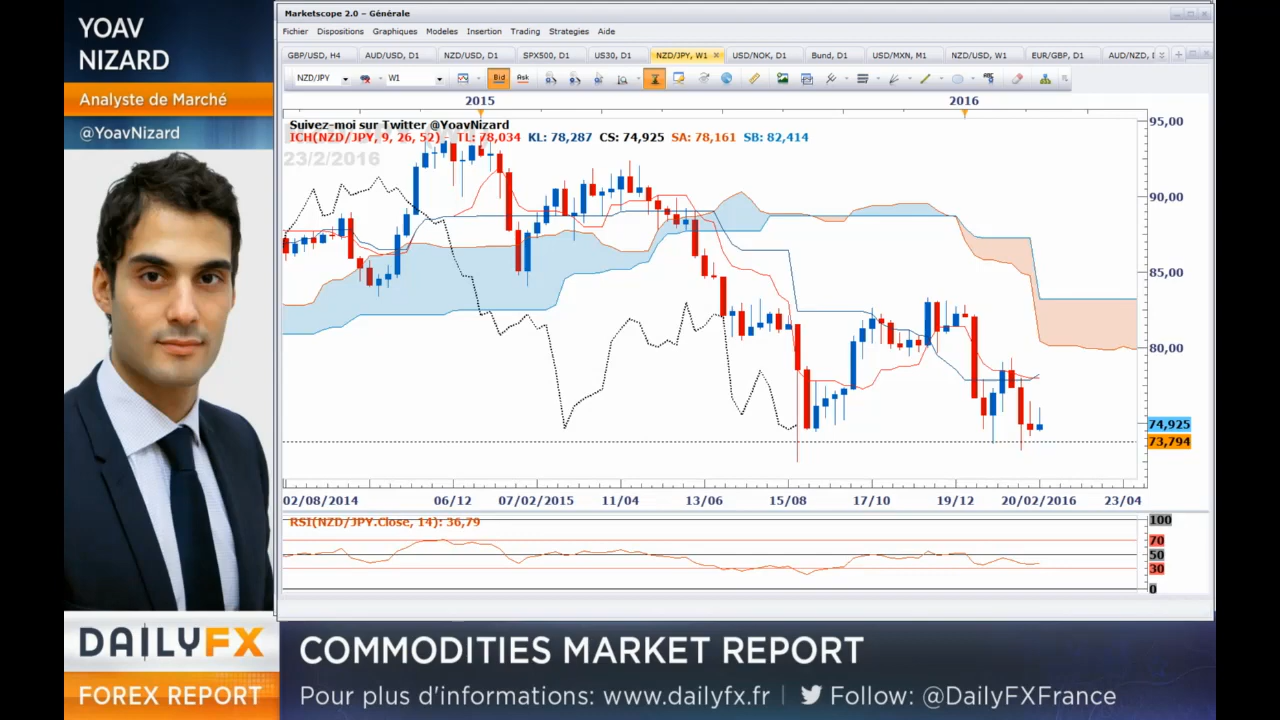 YOAV
NIZARD
Analyste de Marché
@YoavNizard
DAILYFX
FOREX REPORT
Marketscope 2.0 – Générale
Fichier Dispositions Graphiques Modeles Insertion Trading Strategies Aide
GBP/USD, H4 AUD/USD, D1 NZD/USD, D1 SPX500, D1 US30, D1 NZD/JPY, W1 USD/NOK, D1 Bund, D1 USD/MXN, M1 NZD/USD, W1 EUR/GBP, D1 AUD/NZD,
NZD/JPY W1 Bid Ask
2015 2016
Suivez-moi sur Twitter @YoavNizard
ICH(NZD/JPY, 9, 26, 52) - TL: 78,034 KL: 78,287 CS: 74,925 SA: 78,161 SB: 82,414
23/2/2016
95,00
90,00
85,00
80,00
74,925
73,794
02/08/2014 06/12 07/02/2015 11/04 13/06 15/08 17/10 19/12 20/02/2016 23/04
RSI(NZD/JPY.Close, 14): 36,79
100
70
50
30
0
COMMODITIES MARKET REPORT
Pour plus d'informations: www.dailyfx.fr | Follow: @DailyFXFrance